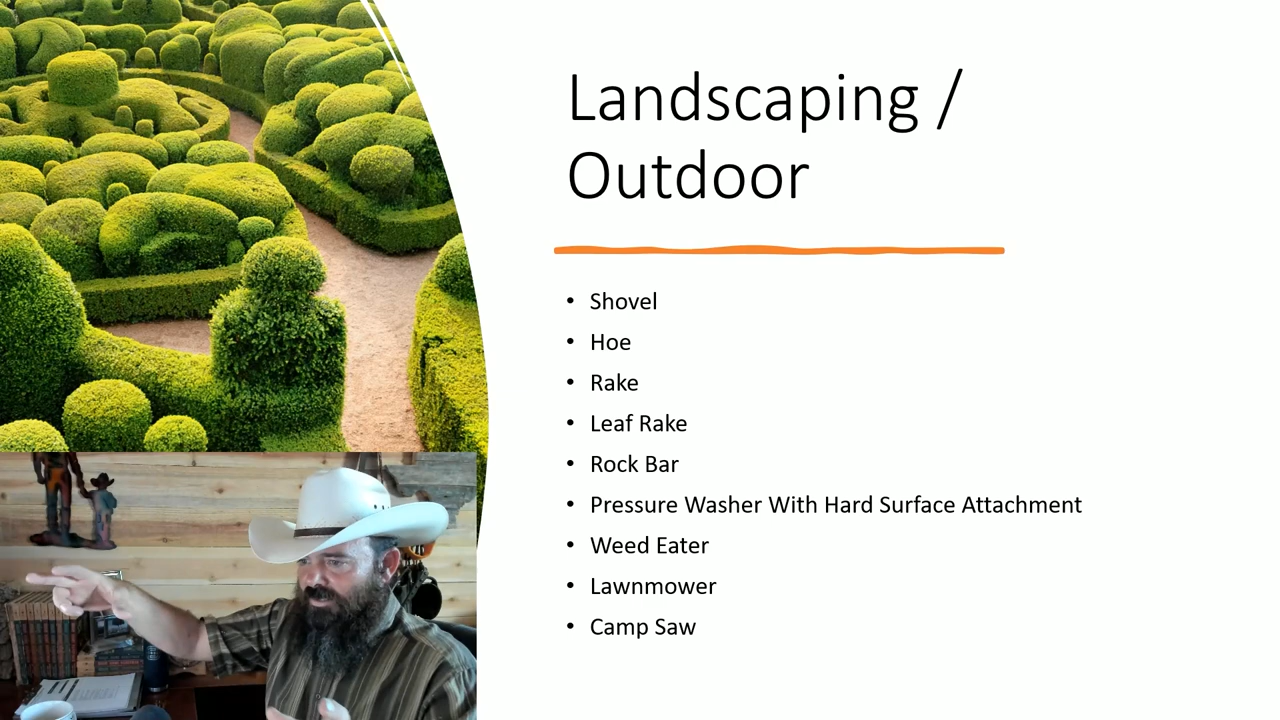 Landscaping /
Outdoor
• Shovel
• Hoe
• Rake
• Leaf Rake
• Rock Bar
• Pressure Washer With Hard Surface Attachment
• Weed Eater
• Lawnmower
• Camp Saw